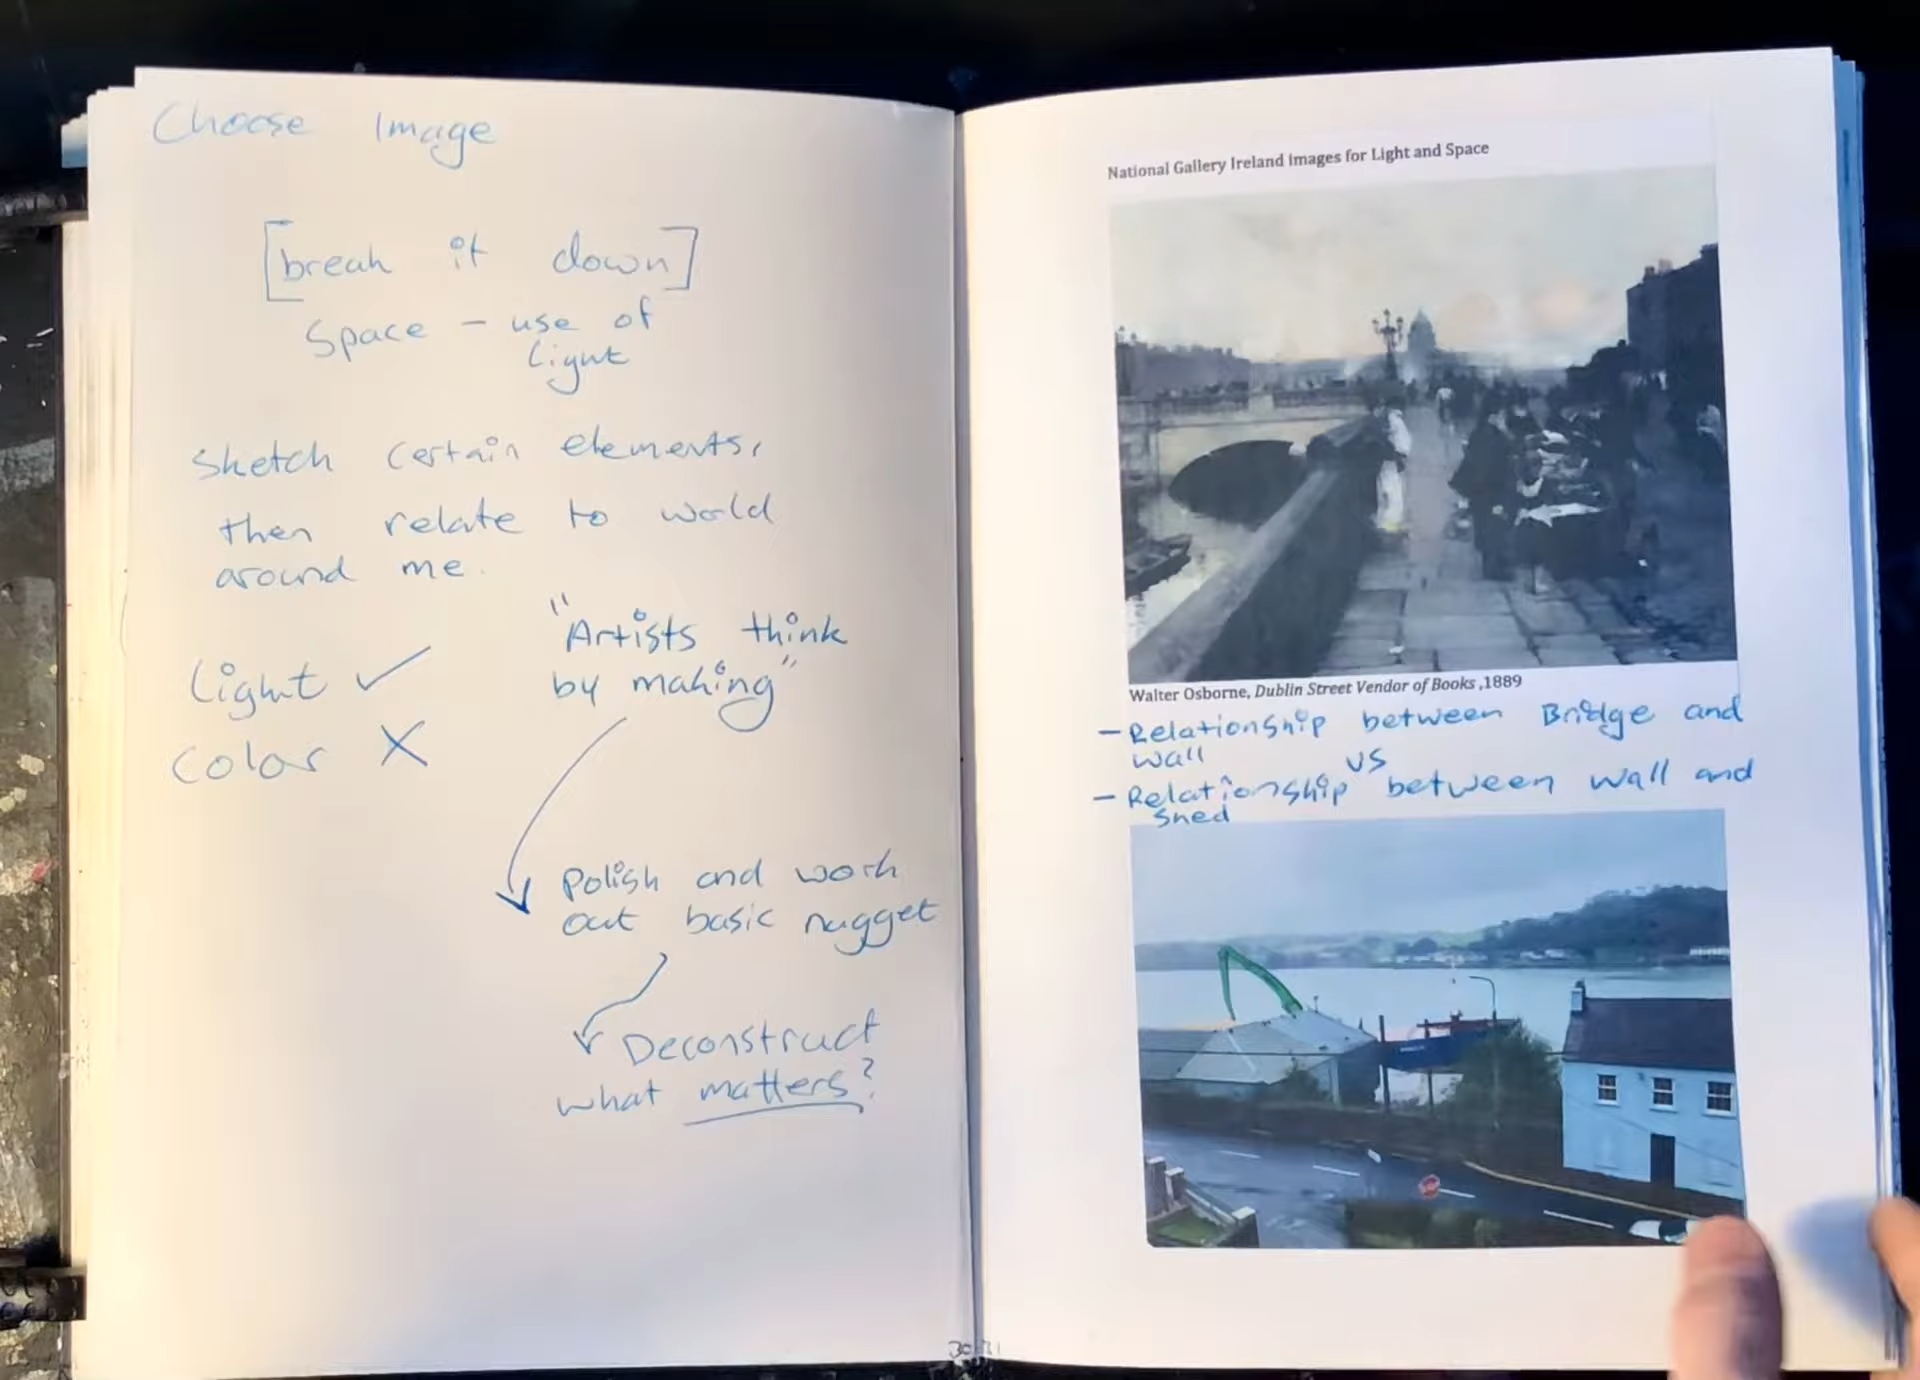 Choose Image
[break it down]
Space - use of
light
Sketch certain elements,
then relate to world
around me.
"Artists think
by making"
Light ✓
Color X
Polish and work
out basic nugget
Deconstruct
what matters?
National Gallery Ireland images for Light and Space
Walter Osborne, Dublin Street Vendor of Books ,1889
- Relationship between Bridge and
wall
vs
- Relationship between wall and
shed
30 31